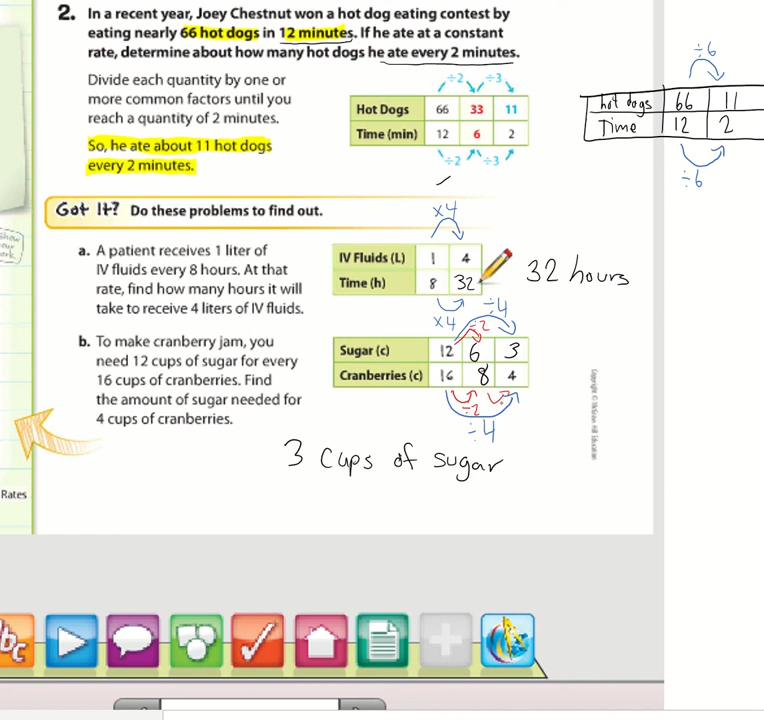 2. In a recent year, Joey Chestnut won a hot dog eating contest by
eating nearly 66 hot dogs in 12 minutes. If he ate at a constant
rate, determine about how many hot dogs he ate every 2 minutes.
Divide each quantity by one or
more common factors until you
reach a quantity of 2 minutes.
So, he ate about 11 hot dogs
every 2 minutes.
÷2 ÷3
Hot Dogs 66 33 11
Time (min) 12 6 2
÷2 ÷3
÷6
hot dogs 66 11
Time 12 2
÷6
Got It? Do these problems to find out.
show
your
work.
a. A patient receives 1 liter of
IV fluids every 8 hours. At that
rate, find how many hours it will
take to receive 4 liters of IV fluids.
x4
IV Fluids (L) 1 4
Time (h) 8 32
x4
32 hours
b. To make cranberry jam, you
need 12 cups of sugar for every
16 cups of cranberries. Find
the amount of sugar needed for
4 cups of cranberries.
÷4
÷2
Sugar (c) 12 6 3
Cranberries (c) 16 8 4
÷2
÷4
3 cups of sugar
Copyright © McGraw-Hill Education
Rates
bc